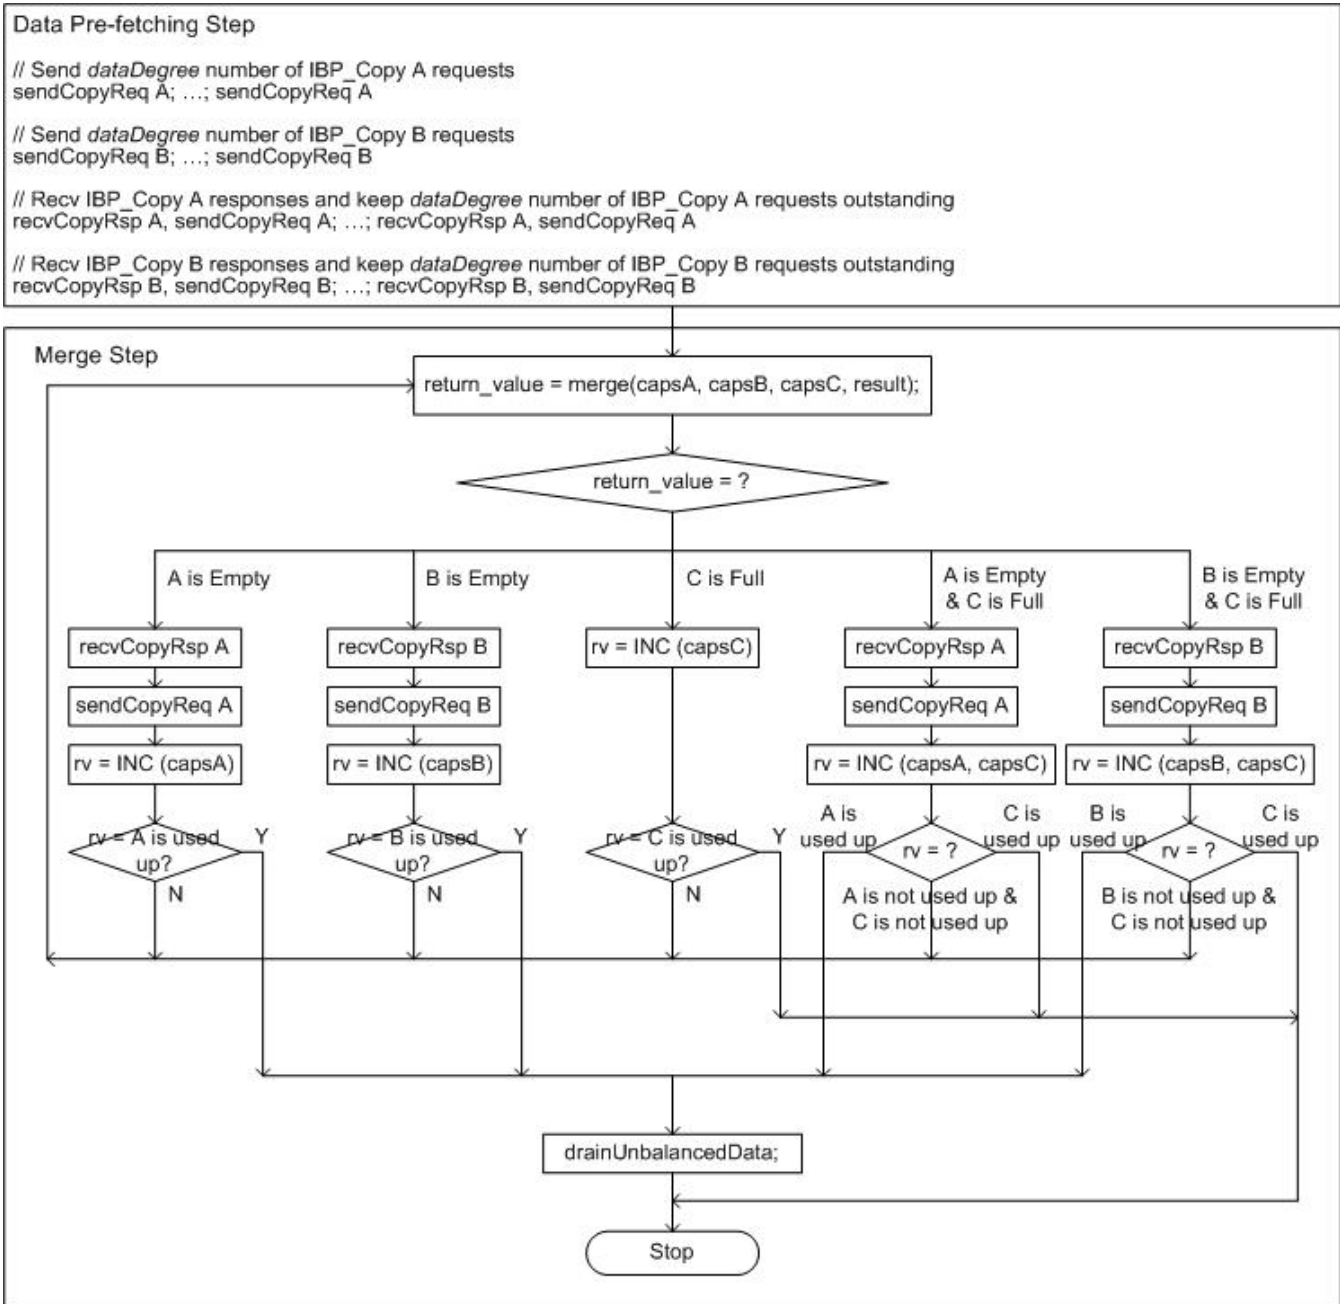 Data Pre-fetching Step
// Send dataDegree number of IBP_Copy A requests
sendCopyReq A; …; sendCopyReq A
// Send dataDegree number of IBP_Copy B requests
sendCopyReq B; …; sendCopyReq B
// Recv IBP_Copy A responses and keep dataDegree number of IBP_Copy A requests outstanding
recvCopyRsp A, sendCopyReq A; …; recvCopyRsp A, sendCopyReq A
// Recv IBP_Copy B responses and keep dataDegree number of IBP_Copy B requests outstanding
recvCopyRsp B, sendCopyReq B; …; recvCopyRsp B, sendCopyReq B
Merge Step
return_value = merge(capsA, capsB, capsC, result);
return_value = ?
A is Empty
B is Empty
C is Full
A is Empty
& C is Full
B is Empty
& C is Full
recvCopyRsp A
recvCopyRsp B
rv = INC (capsC)
recvCopyRsp A
recvCopyRsp B
sendCopyReq A
sendCopyReq B
sendCopyReq A
sendCopyReq B
rv = INC (capsA)
rv = INC (capsB)
rv = INC (capsA, capsC)
rv = INC (capsB, capsC)
rv = A is used
up?
Y
N
rv = B is used
up?
Y
N
rv = C is used
up?
Y
N
A is
used up
rv = ?
C is
used up
A is not used up &
C is not used up
B is
used up
rv = ?
C is
used up
B is not used up &
C is not used up
drainUnbalancedData;
Stop